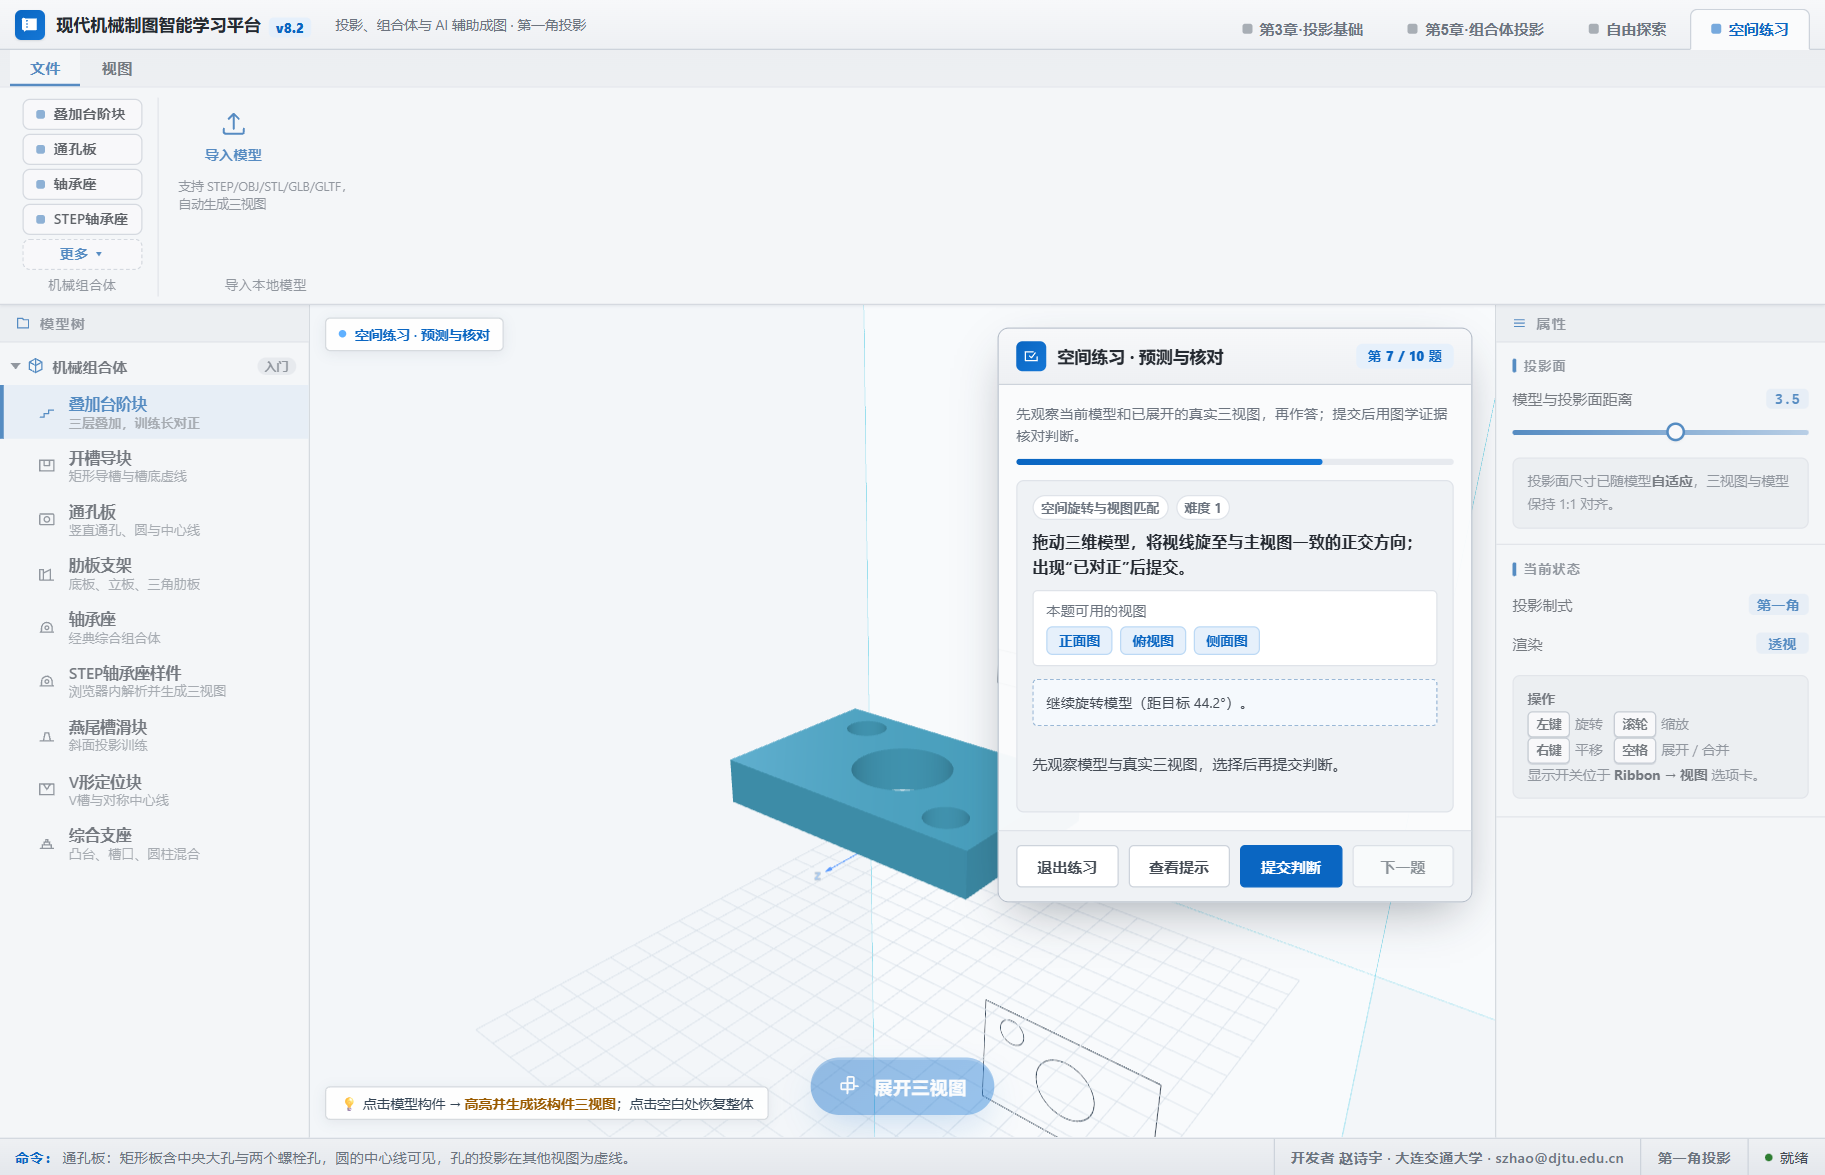 现代机械制图智能学习平台 v8.2 投影、组合体与 AI 辅助成图 · 第一角投影
第3章·投影基础 第5章·组合体投影 自由探索 空间练习
文件 视图
叠加台阶块
通孔板
轴承座
STEP轴承座
更多
机械组合体
导入模型
支持 STEP/OBJ/STL/GLB/GLTF，
自动生成三视图
导入本地模型
模型树
机械组合体 入门
叠加台阶块
三层叠加，训练长对正
开槽导块
矩形导槽与槽底虚线
通孔板
竖直通孔、圆与中心线
肋板支架
底板、立板、三角肋板
轴承座
经典综合组合体
STEP轴承座样件
浏览器内解析并生成三视图
燕尾槽滑块
斜面投影训练
V形定位块
V槽与对称中心线
综合支座
凸台、槽口、圆柱混合
空间练习 · 预测与核对
Z
展开三视图
点击模型构件 → 高亮并生成该构件三视图；点击空白处恢复整体
空间练习 · 预测与核对 第 7 / 10 题
先观察当前模型和已展开的真实三视图，再作答；提交后用图学证据
核对判断。
空间旋转与视图匹配 难度 1
拖动三维模型，将视线旋至与主视图一致的正交方向；
出现“已对正”后提交。
本题可用的视图
正面图 俯视图 侧面图
继续旋转模型（距目标 44.2°）。
先观察模型与真实三视图，选择后再提交判断。
退出练习 查看提示 提交判断 下一题
属性
投影面
模型与投影面距离 3.5
投影面尺寸已随模型自适应，三视图与模型
保持 1:1 对齐。
当前状态
投影制式 第一角
渲染 透视
操作
左键 旋转 滚轮 缩放
右键 平移 空格 展开 / 合并
显示开关位于 Ribbon → 视图 选项卡。
命令： 通孔板：矩形板含中央大孔与两个螺栓孔，圆的中心线可见，孔的投影在其他视图为虚线。
开发者 赵诗宇 · 大连交通大学 · szhao@djtu.edu.cn 第一角投影 就绪